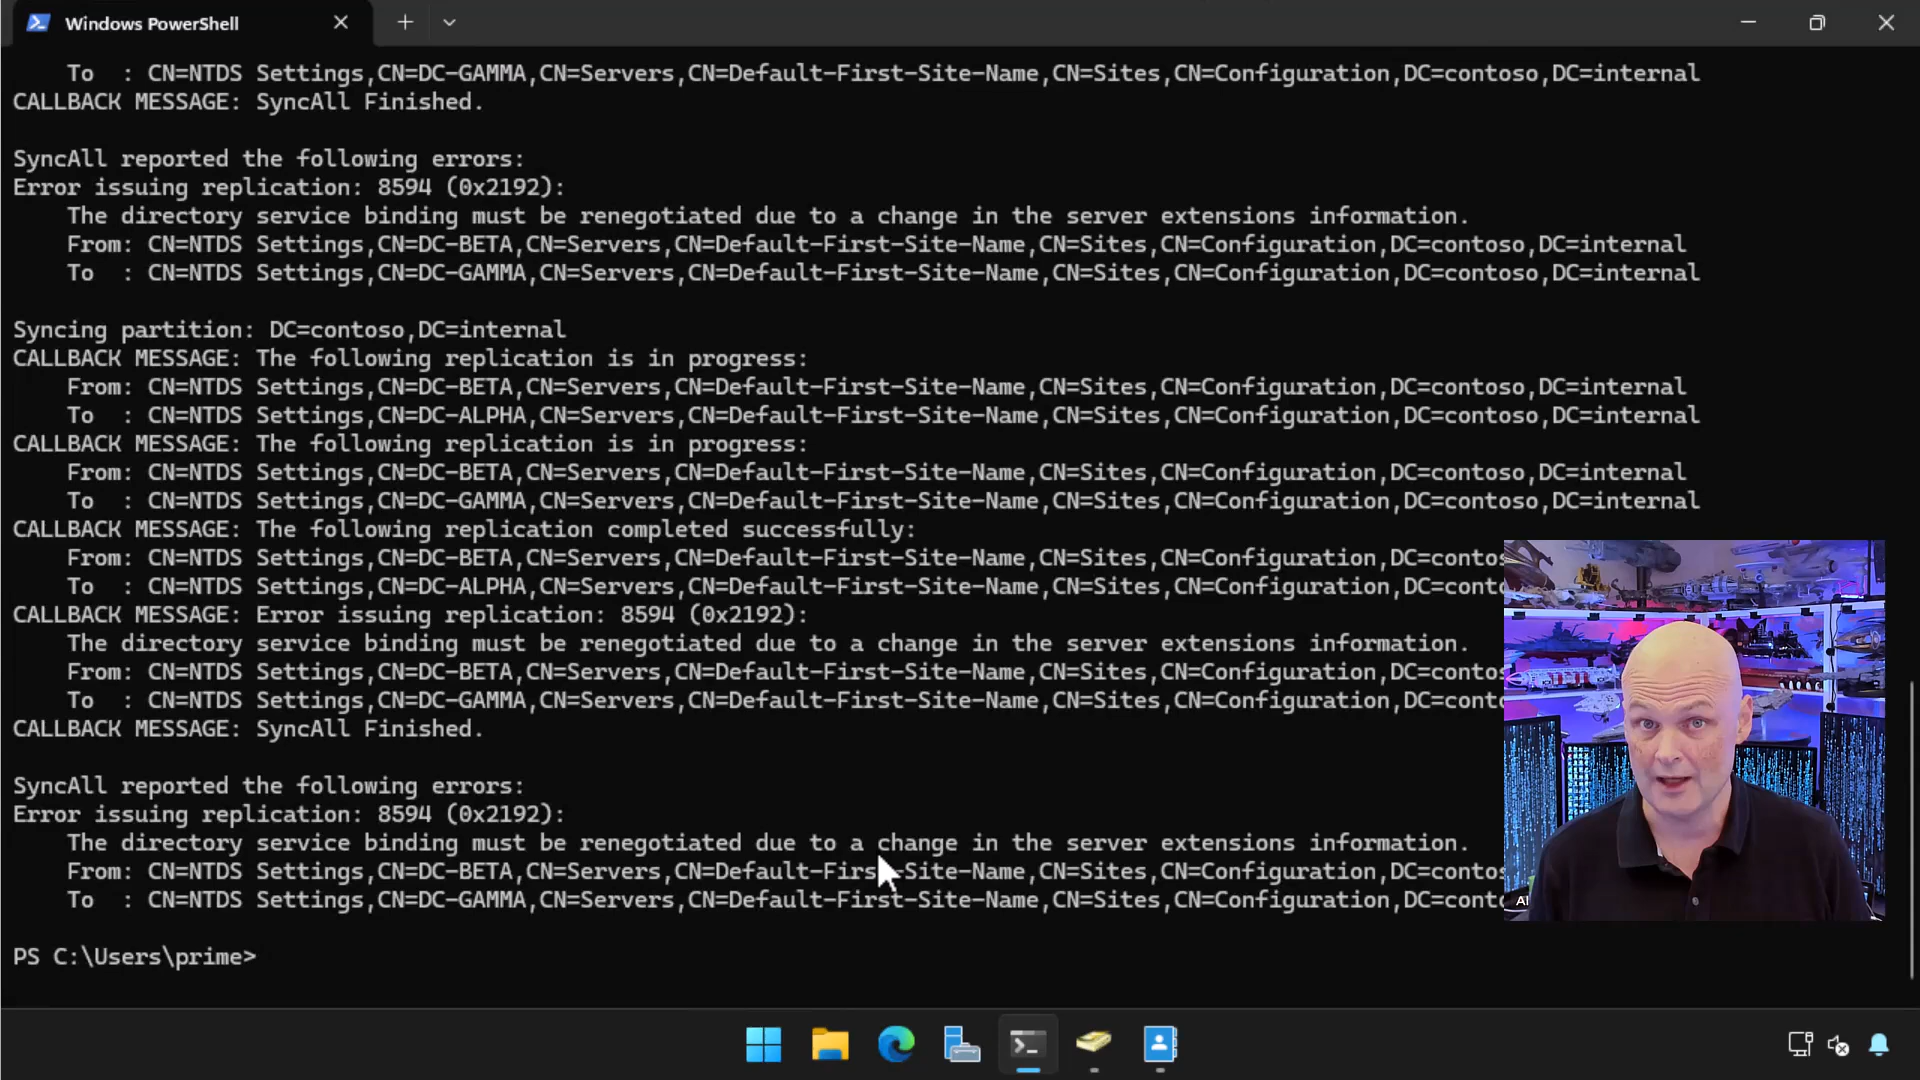 Windows PowerShell
To : CN=NTDS Settings,CN=DC-GAMMA,CN=Servers,CN=Default-First-Site-Name,CN=Sites,CN=Configuration,DC=contoso,DC=internal
CALLBACK MESSAGE: SyncAll Finished.
SyncAll reported the following errors:
Error issuing replication: 8594 (0x2192):
The directory service binding must be renegotiated due to a change in the server extensions information.
From: CN=NTDS Settings,CN=DC-BETA,CN=Servers,CN=Default-First-Site-Name,CN=Sites,CN=Configuration,DC=contoso,DC=internal
To : CN=NTDS Settings,CN=DC-GAMMA,CN=Servers,CN=Default-First-Site-Name,CN=Sites,CN=Configuration,DC=contoso,DC=internal
Syncing partition: DC=contoso,DC=internal
CALLBACK MESSAGE: The following replication is in progress:
From: CN=NTDS Settings,CN=DC-BETA,CN=Servers,CN=Default-First-Site-Name,CN=Sites,CN=Configuration,DC=contoso,DC=internal
To : CN=NTDS Settings,CN=DC-ALPHA,CN=Servers,CN=Default-First-Site-Name,CN=Sites,CN=Configuration,DC=contoso,DC=internal
CALLBACK MESSAGE: The following replication is in progress:
From: CN=NTDS Settings,CN=DC-BETA,CN=Servers,CN=Default-First-Site-Name,CN=Sites,CN=Configuration,DC=contoso,DC=internal
To : CN=NTDS Settings,CN=DC-GAMMA,CN=Servers,CN=Default-First-Site-Name,CN=Sites,CN=Configuration,DC=contoso,DC=internal
CALLBACK MESSAGE: The following replication completed successfully:
From: CN=NTDS Settings,CN=DC-BETA,CN=Servers,CN=Default-First-Site-Name,CN=Sites,CN=Configuration,DC=contos
To : CN=NTDS Settings,CN=DC-ALPHA,CN=Servers,CN=Default-First-Site-Name,CN=Sites,CN=Configuration,DC=cont
CALLBACK MESSAGE: Error issuing replication: 8594 (0x2192):
The directory service binding must be renegotiated due to a change in the server extensions information.
From: CN=NTDS Settings,CN=DC-BETA,CN=Servers,CN=Default-First-Site-Name,CN=Sites,CN=Configuration,DC=contos
To : CN=NTDS Settings,CN=DC-GAMMA,CN=Servers,CN=Default-First-Site-Name,CN=Sites,CN=Configuration,DC=cont
CALLBACK MESSAGE: SyncAll Finished.
SyncAll reported the following errors:
Error issuing replication: 8594 (0x2192):
The directory service binding must be renegotiated due to a change in the server extensions information.
From: CN=NTDS Settings,CN=DC-BETA,CN=Servers,CN=Default-First-Site-Name,CN=Sites,CN=Configuration,DC=contos
To : CN=NTDS Settings,CN=DC-GAMMA,CN=Servers,CN=Default-First-Site-Name,CN=Sites,CN=Configuration,DC=cont
PS C:\Users\prime>